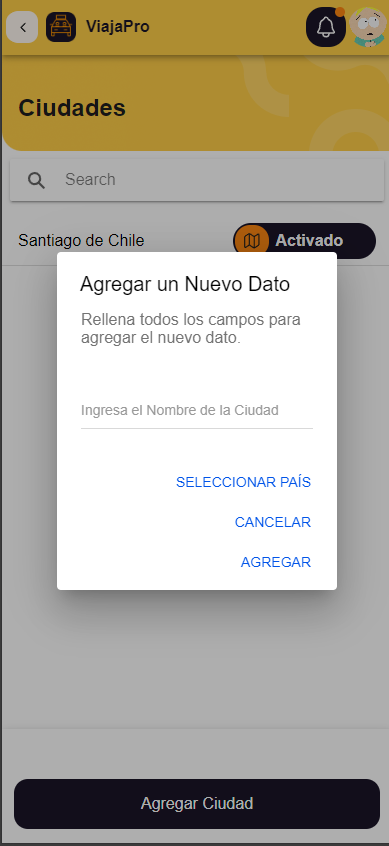 ViajaPro
Ciudades
Search
Santiago de Chile
Activado
Agregar un Nuevo Dato
Rellena todos los campos para
agregar el nuevo dato.
Ingresa el Nombre de la Ciudad
SELECCIONAR PAÍS
CANCELAR
AGREGAR
Agregar Ciudad